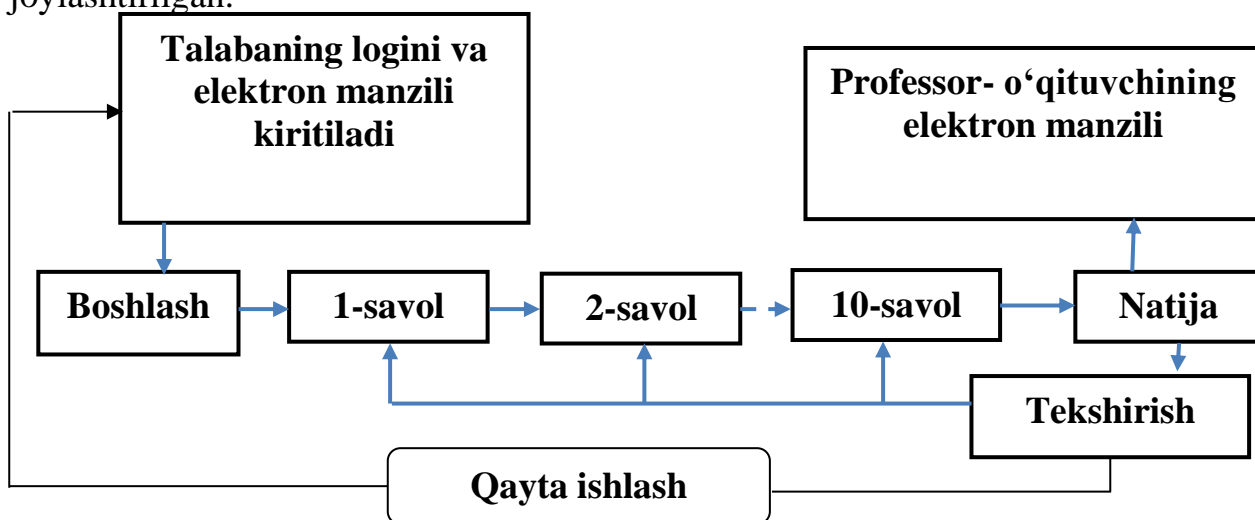 joylashtirilgan.
Talabaning logini va
elektron manzili
kiritiladi
Professor- o‘qituvchining
elektron manzili
Boshlash
1-savol
2-savol
10-savol
Natija
Tekshirish
Qayta ishlash